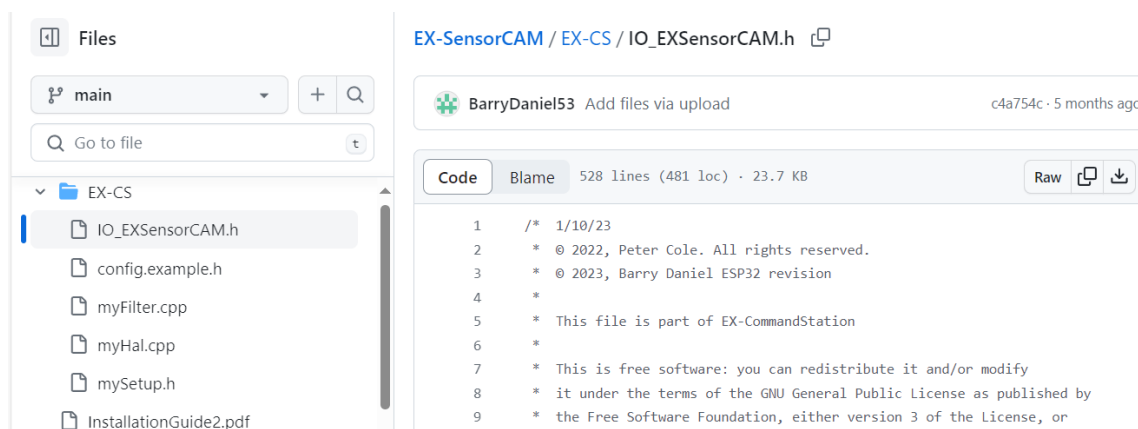 Files
main
Go to file
t
EX-CS
IO_EXSensorCAM.h
config.example.h
myFilter.cpp
myHal.cpp
mySetup.h
InstallationGuide2.pdf
EX-SensorCAM / EX-CS / IO_EXSensorCAM.h
BarryDaniel53 Add files via upload c4a754c · 5 months ago
Code Blame 528 lines (481 loc) · 23.7 KB Raw
1 /* 1/10/23
2 * © 2022, Peter Cole. All rights reserved.
3 * © 2023, Barry Daniel ESP32 revision
4 *
5 * This file is part of EX-CommandStation
6 *
7 * This is free software: you can redistribute it and/or modify
8 * it under the terms of the GNU General Public License as published by
9 * the Free Software Foundation, either version 3 of the License, or